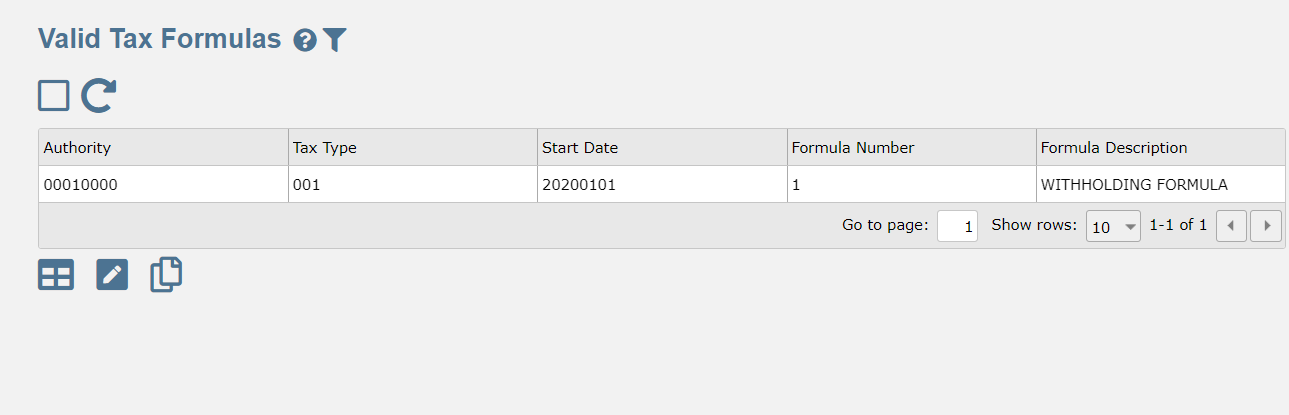 Valid Tax Formulas
Authority Tax Type Start Date Formula Number Formula Description
00010000 001 20200101 1 WITHHOLDING FORMULA
Go to page: 1 Show rows: 10 1-1 of 1